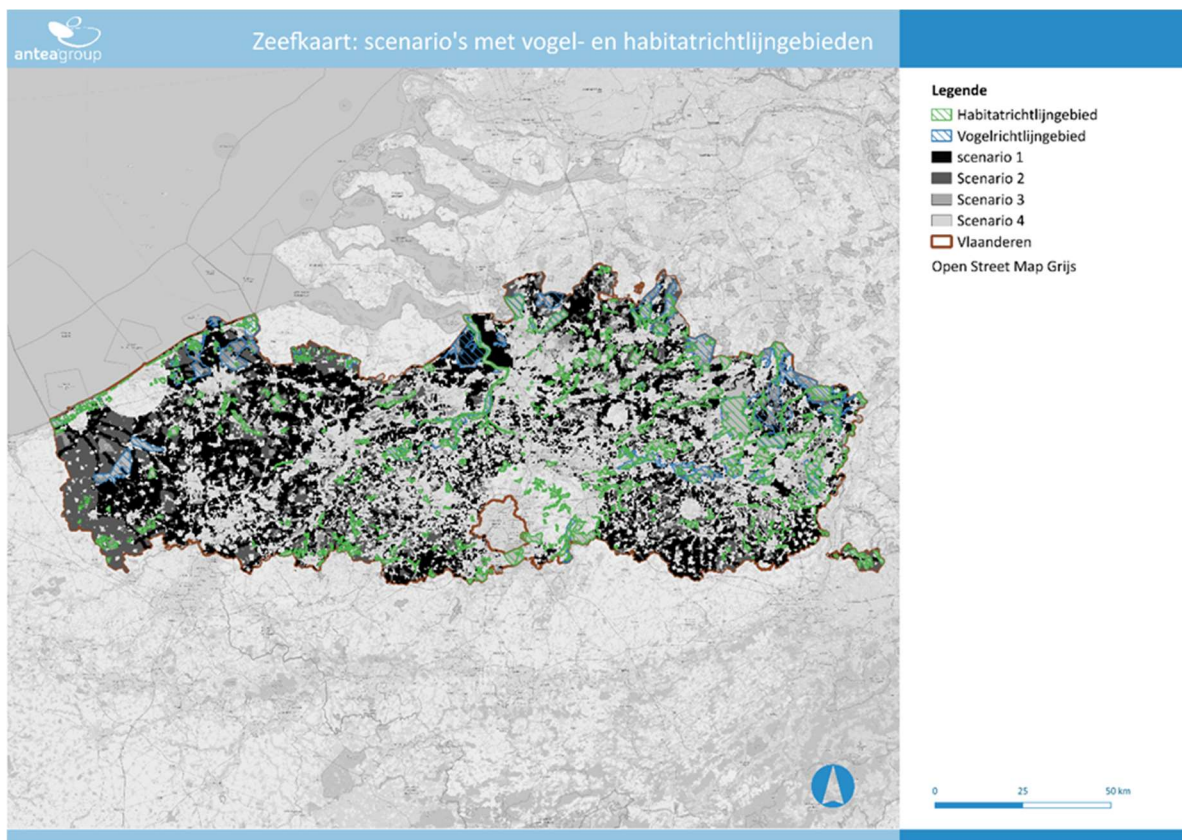 anteagroup
Zeefkaart: scenario's met vogel- en habitatrichtlijngebieden
Legende
Habitatrichtlijngebied
Vogelrichtlijngebied
scenario 1
Scenario 2
Scenario 3
Scenario 4
Vlaanderen
Open Street Map Grijs
0 25 50 km